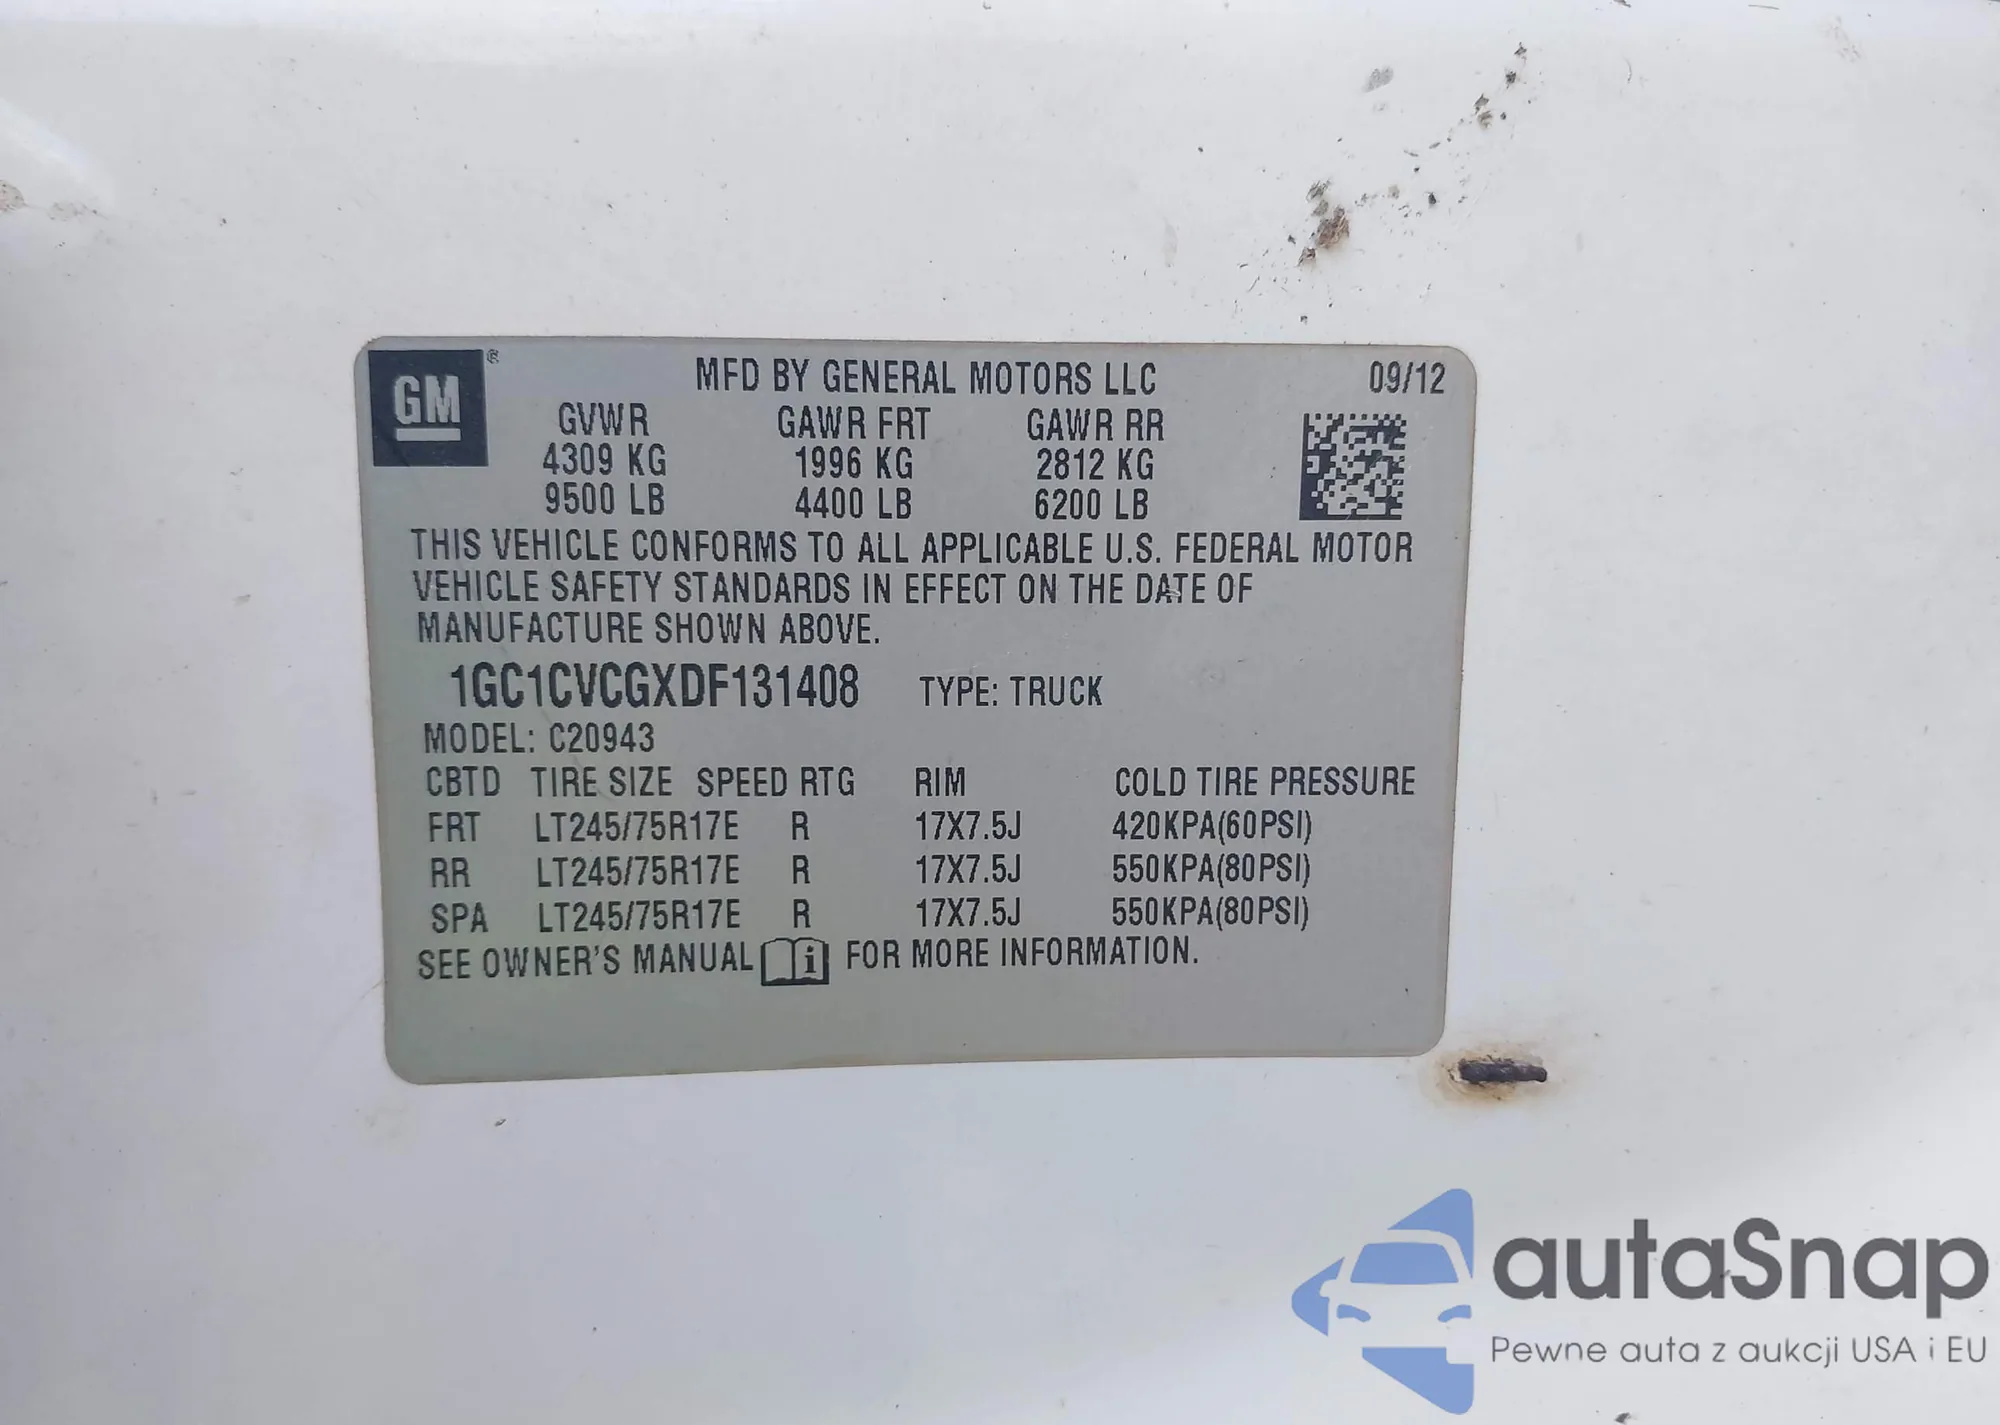 GM®
MFD BY GENERAL MOTORS LLC 09/12
GVWR GAWR FRT GAWR RR
4309 KG 1996 KG 2812 KG
9500 LB 4400 LB 6200 LB
THIS VEHICLE CONFORMS TO ALL APPLICABLE U.S. FEDERAL MOTOR
VEHICLE SAFETY STANDARDS IN EFFECT ON THE DATE OF
MANUFACTURE SHOWN ABOVE.
1GC1CVCGXDF131408 TYPE: TRUCK
MODEL: C20943
CBTD TIRE SIZE SPEED RTG RIM COLD TIRE PRESSURE
FRT LT245/75R17E R 17X7.5J 420KPA(60PSI)
RR LT245/75R17E R 17X7.5J 550KPA(80PSI)
SPA LT245/75R17E R 17X7.5J 550KPA(80PSI)
SEE OWNER'S MANUAL i FOR MORE INFORMATION.
autaSnap
Pewne auta z aukcji USA i EU